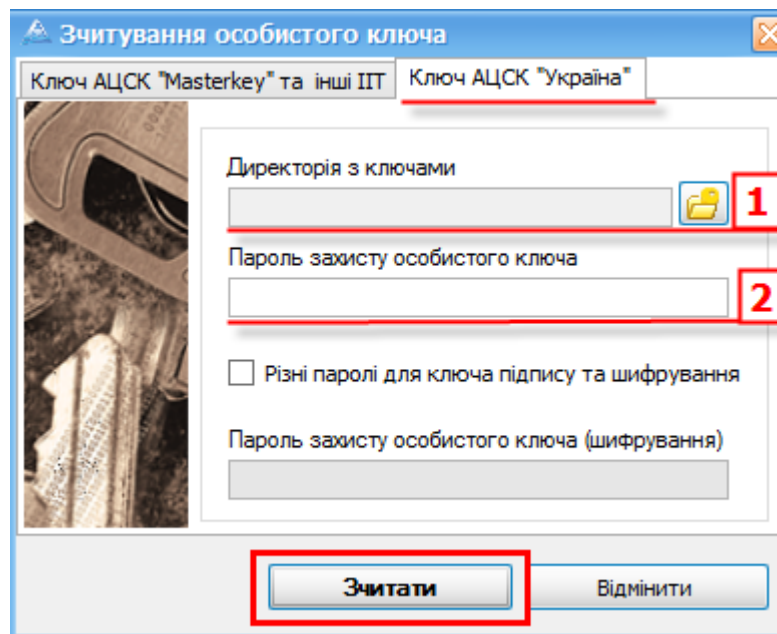 Зчитування особистого ключа
Ключ АЦСК "Masterkey" та інші ІІТ
Ключ АЦСК "Україна"
Директорія з ключами
1
Пароль захисту особистого ключа
2
Різні паролі для ключа підпису та шифрування
Пароль захисту особистого ключа (шифрування)
Зчитати
Відмінити